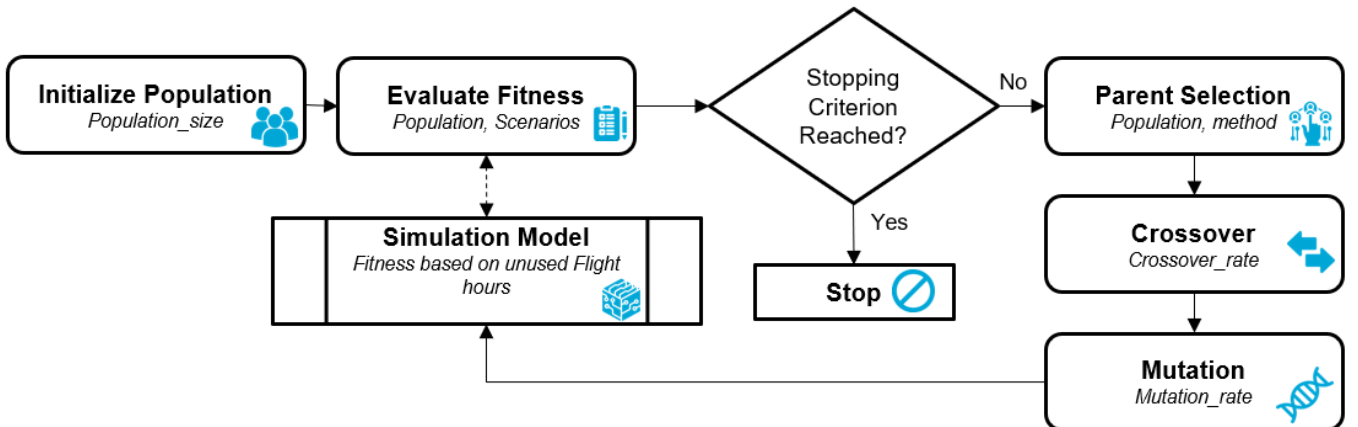 Initialize Population
Population_size
Evaluate Fitness
Population, Scenarios
Stopping
Criterion
Reached?
No
Yes
Parent Selection
Population, method
Simulation Model
Fitness based on unused Flight
hours
Stop
Crossover
Crossover_rate
Mutation
Mutation_rate